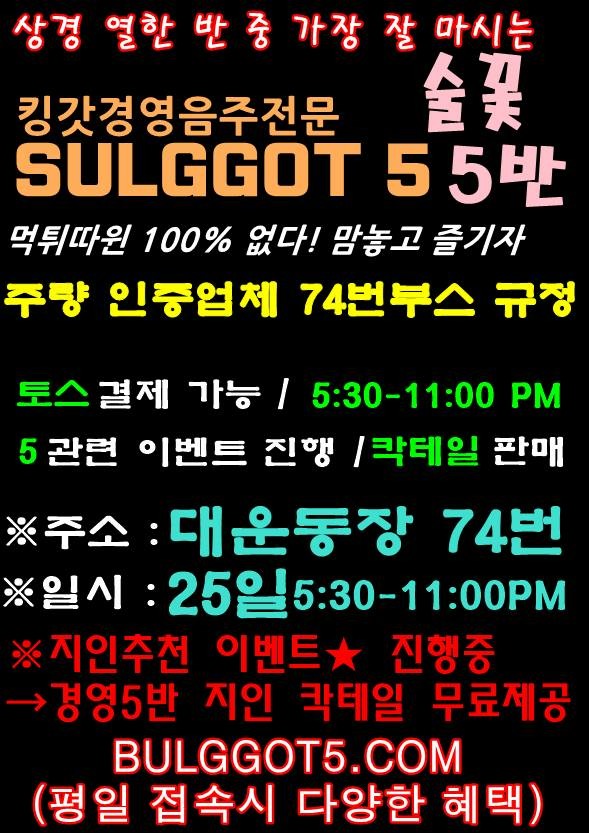 상경 열한 반 중 가장 잘 마시는
술꽃
킹갓경영음주전문
SULGGOT 5 5반
먹튀따윈 100% 없다! 맘놓고 즐기자
주량 인증업체 74번부스 규정
토스결제 가능 / 5:30-11:00 PM
5 관련 이벤트 진행 /칵테일 판매
※주소 : 대운동장 74번
※일시 : 25일5:30-11:00PM
※지인추천 이벤트★ 진행중
→경영5반 지인 칵테일 무료제공
BULGGOT5.COM
(평일 접속시 다양한 혜택)